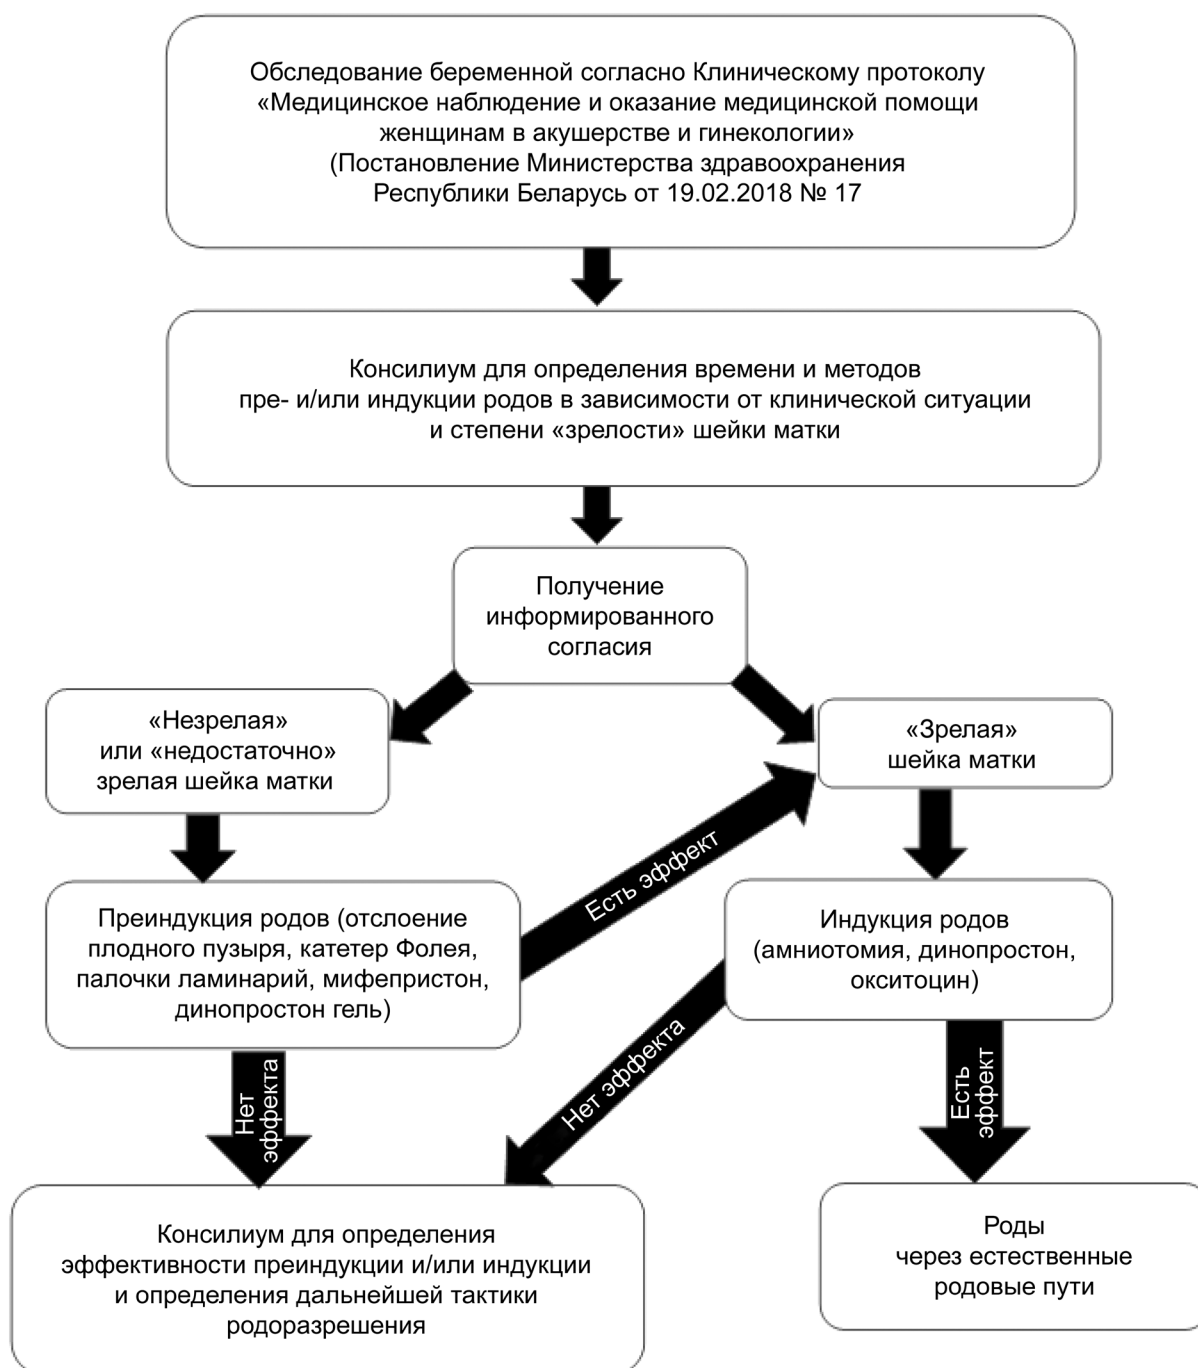 Обследование беременной согласно Клиническому протоколу
«Медицинское наблюдение и оказание медицинской помощи
женщинам в акушерстве и гинекологии»
(Постановление Министерства здравоохранения
Республики Беларусь от 19.02.2018 № 17
Консилиум для определения времени и методов
пре- и/или индукции родов в зависимости от клинической ситуации
и степени «зрелости» шейки матки
Получение
информированного
согласия
«Незрелая»
или «недостаточно»
зрелая шейка матки
«Зрелая»
шейка матки
Есть эффект
Преиндукция родов (отслоение
плодного пузыря, катетер Фолея,
палочки ламинарий, мифепристон,
динопростон гель)
Индукция родов
(амниотомия, динопростон,
окситоцин)
Нет
эффекта
Нет эффекта
Есть
эффект
Консилиум для определения
эффективности преиндукции и/или индукции
и определения дальнейшей тактики
родоразрешения
Роды
через естественные
родовые пути